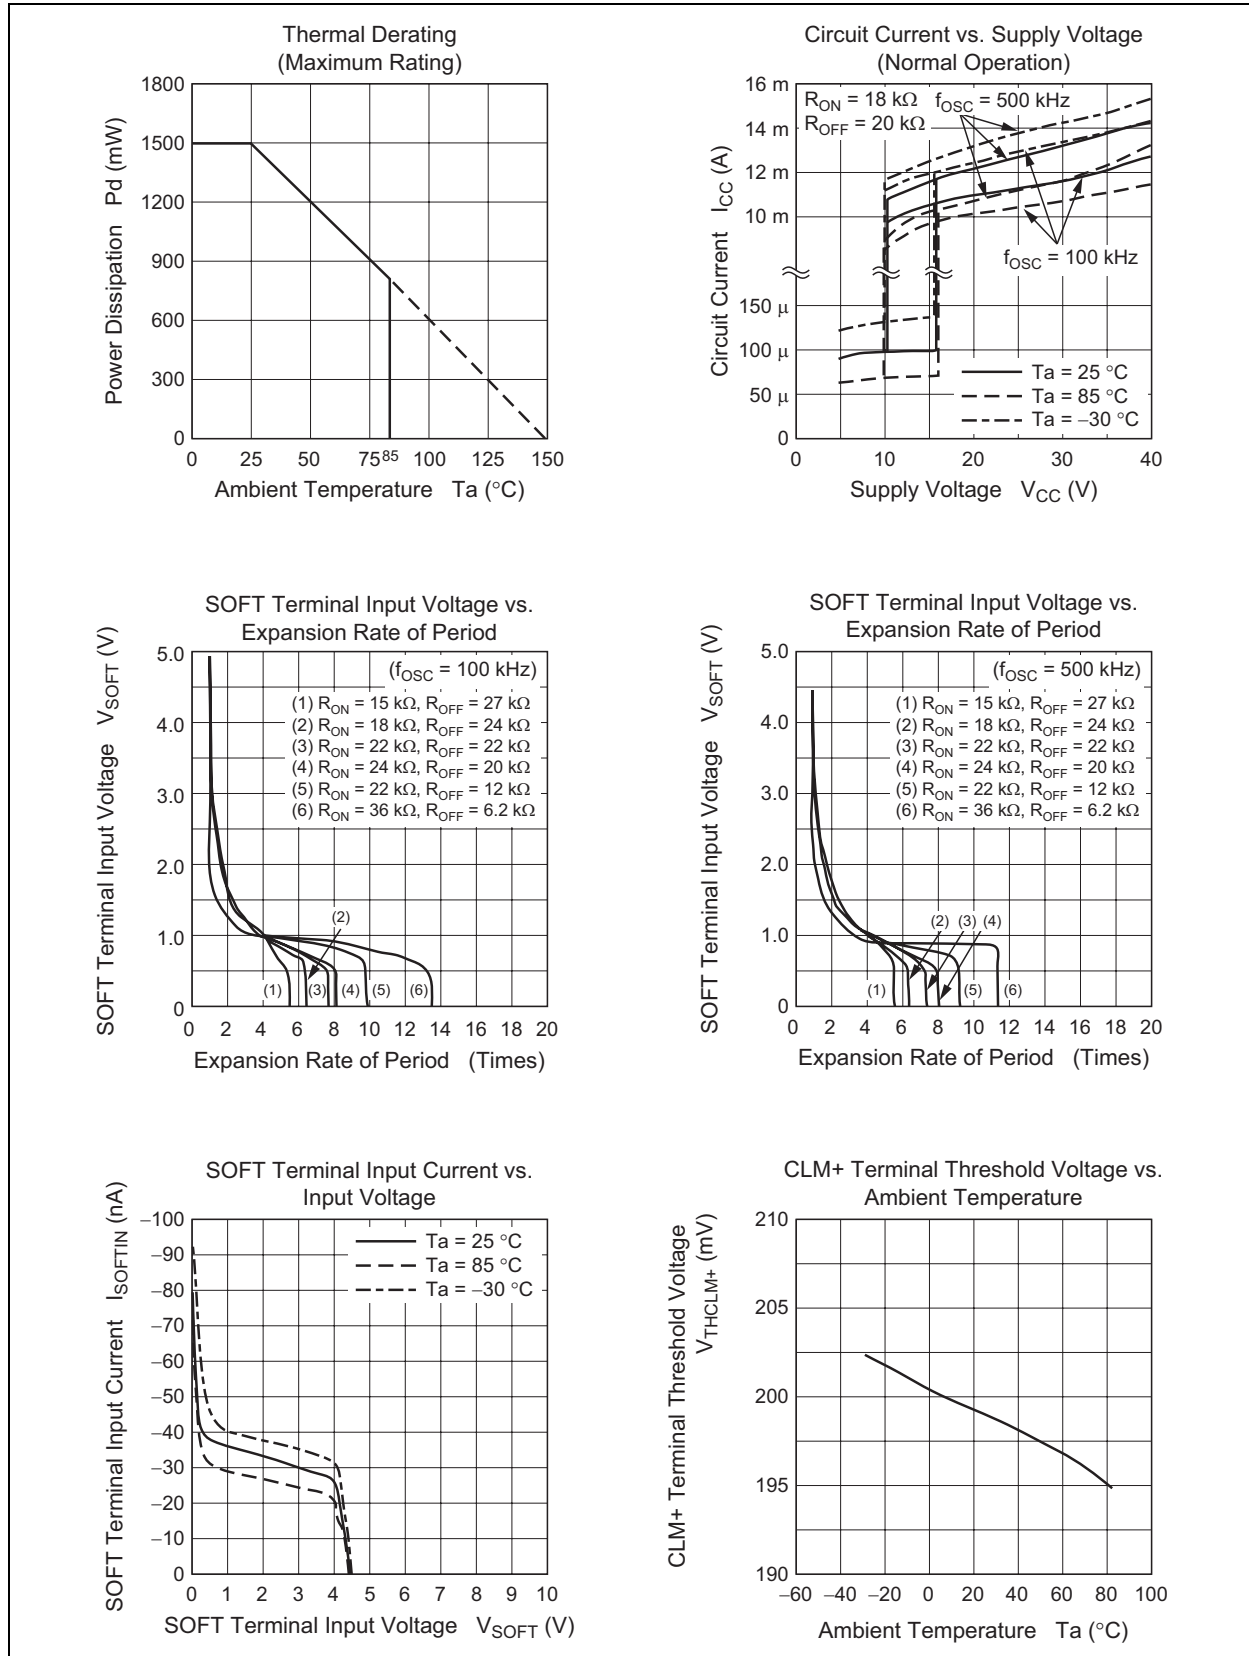 Thermal Derating
(Maximum Rating)
Power Dissipation Pd (mW)
1800
1500
1200
900
600
300
0
0 25 50 75 85 100 125 150
Ambient Temperature Ta (°C)
Circuit Current vs. Supply Voltage
(Normal Operation)
Circuit Current ICC (A)
16 m
14 m
12 m
10 m
150 μ
100 μ
50 μ
0
RON = 18 kΩ
ROFF = 20 kΩ
fOSC = 500 kHz
fOSC = 100 kHz
Ta = 25 °C
Ta = 85 °C
Ta = −30 °C
0 10 20 30 40
Supply Voltage VCC (V)
SOFT Terminal Input Voltage vs.
Expansion Rate of Period
SOFT Terminal Input Voltage VSOFT (V)
5.0
4.0
3.0
2.0
1.0
0
(fOSC = 100 kHz)
(1) RON = 15 kΩ, ROFF = 27 kΩ
(2) RON = 18 kΩ, ROFF = 24 kΩ
(3) RON = 22 kΩ, ROFF = 22 kΩ
(4) RON = 24 kΩ, ROFF = 20 kΩ
(5) RON = 22 kΩ, ROFF = 12 kΩ
(6) RON = 36 kΩ, ROFF = 6.2 kΩ
(2)
(1) (3) (4) (5) (6)
0 2 4 6 8 10 12 14 16 18 20
Expansion Rate of Period (Times)
SOFT Terminal Input Voltage vs.
Expansion Rate of Period
SOFT Terminal Input Voltage VSOFT (V)
5.0
4.0
3.0
2.0
1.0
0
(fOSC = 500 kHz)
(1) RON = 15 kΩ, ROFF = 27 kΩ
(2) RON = 18 kΩ, ROFF = 24 kΩ
(3) RON = 22 kΩ, ROFF = 22 kΩ
(4) RON = 24 kΩ, ROFF = 20 kΩ
(5) RON = 22 kΩ, ROFF = 12 kΩ
(6) RON = 36 kΩ, ROFF = 6.2 kΩ
(2) (3) (4)
(1) (5) (6)
0 2 4 6 8 10 12 14 16 18 20
Expansion Rate of Period (Times)
SOFT Terminal Input Current vs.
Input Voltage
SOFT Terminal Input Current ISOFTIN (nA)
−100
−90
−80
−70
−60
−50
−40
−30
−20
−10
0
Ta = 25 °C
Ta = 85 °C
Ta = −30 °C
0 1 2 3 4 5 6 7 8 9 10
SOFT Terminal Input Voltage VSOFT (V)
CLM+ Terminal Threshold Voltage vs.
Ambient Temperature
CLM+ Terminal Threshold Voltage
VTHCLM+ (mV)
210
205
200
195
190
−60 −40 −20 0 20 40 60 80 100
Ambient Temperature Ta (°C)